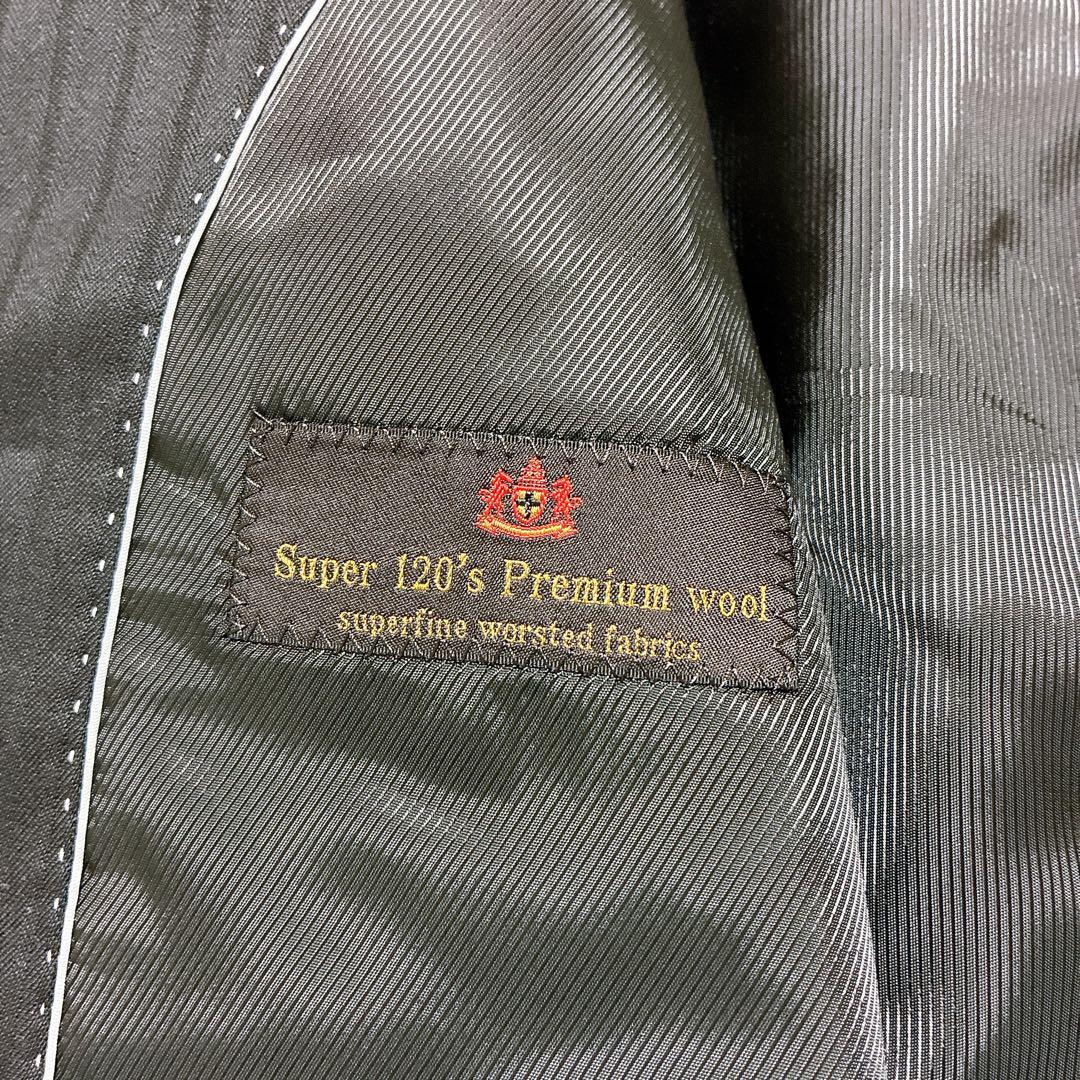 Super 120's Premium wool
superfine worsted fabrics